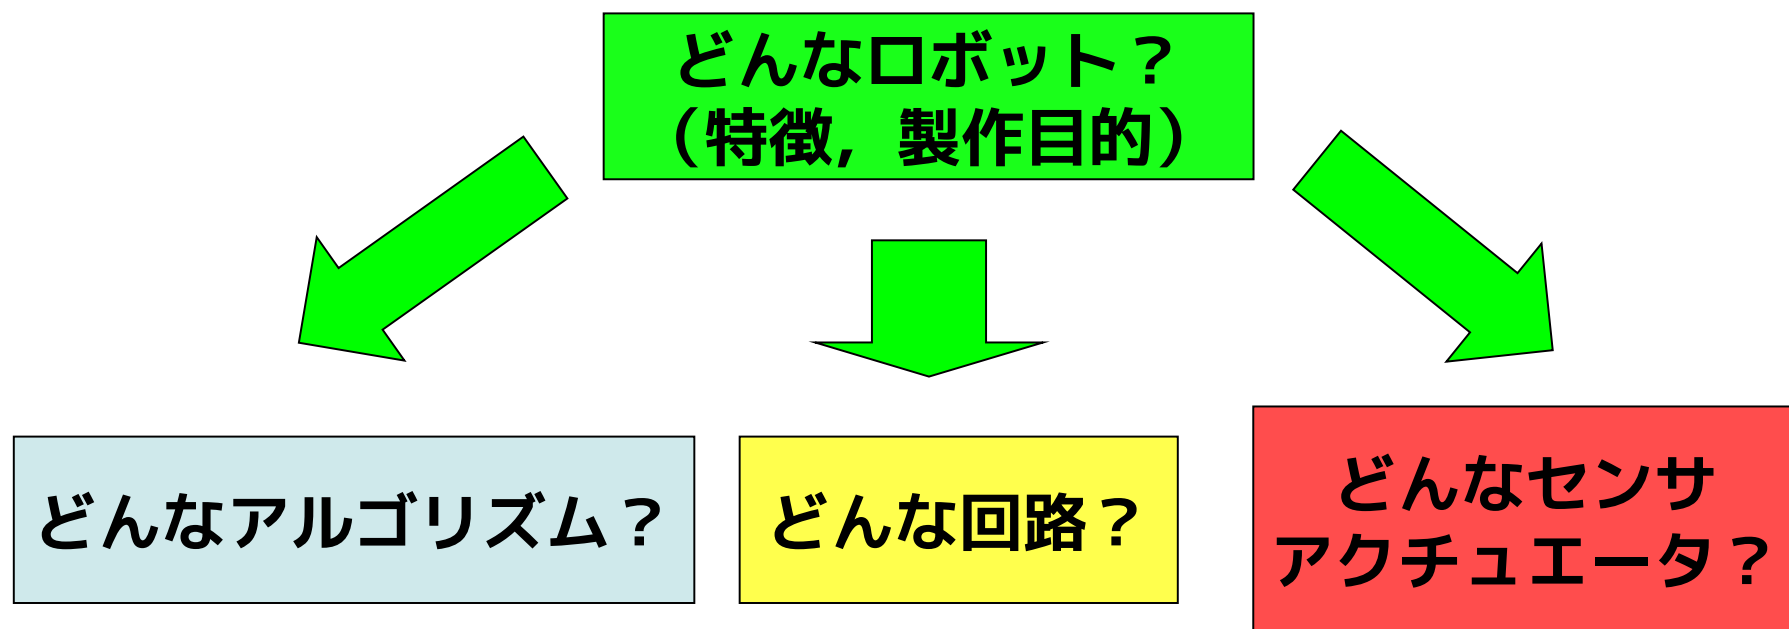 どんなロボット？
（特徴，製作目的）
どんなアルゴリズム？
どんな回路？
どんなセンサ
アクチュエータ？